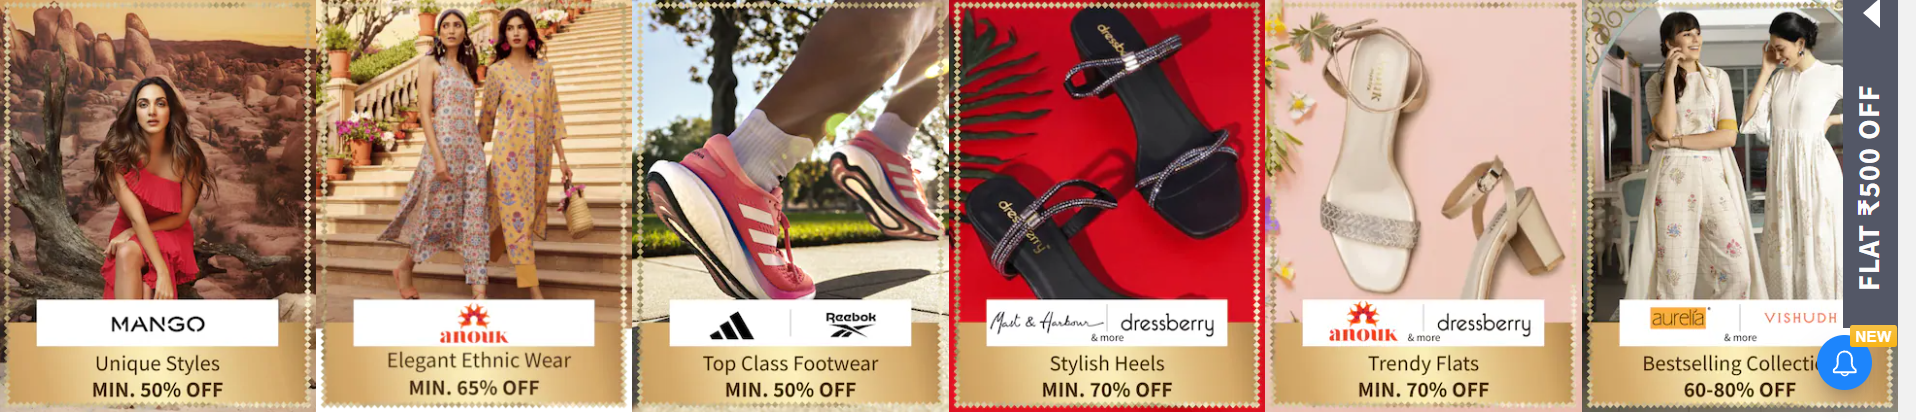 MANGO
Unique Styles
MIN. 50% OFF
anouk
Elegant Ethnic Wear
MIN. 65% OFF
Reebok
Top Class Footwear
MIN. 50% OFF
dressberry
dressberry
Mast & Harbour
dressberry
& more
Stylish Heels
MIN. 70% OFF
anouk
dressberry
& more
Trendy Flats
MIN. 70% OFF
aurelia
VISHUDH
& more
Bestselling
60-80% OFF
FLAT ₹500 OFF
NEW